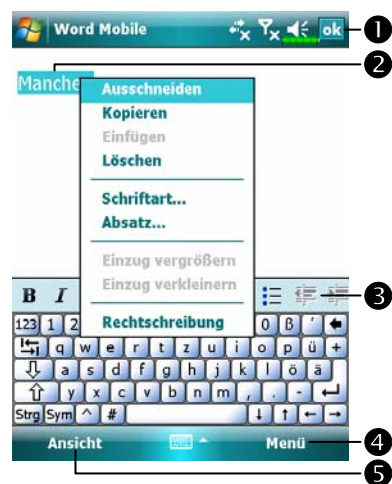 Word Mobile ok 1
2
Manche
Ausschneiden
Kopieren
Einfügen
Löschen
Schriftart...
Absatz...
Einzug vergrößern
Einzug verkleinern
Rechtschreibung
B I 3
123 1 2 0 ß '
q w e r t z u i o p ü +
a s d f g h j k l ö ä
y x c v b n m , . -
Strg Sym ^ #
Ansicht Menü 4
5